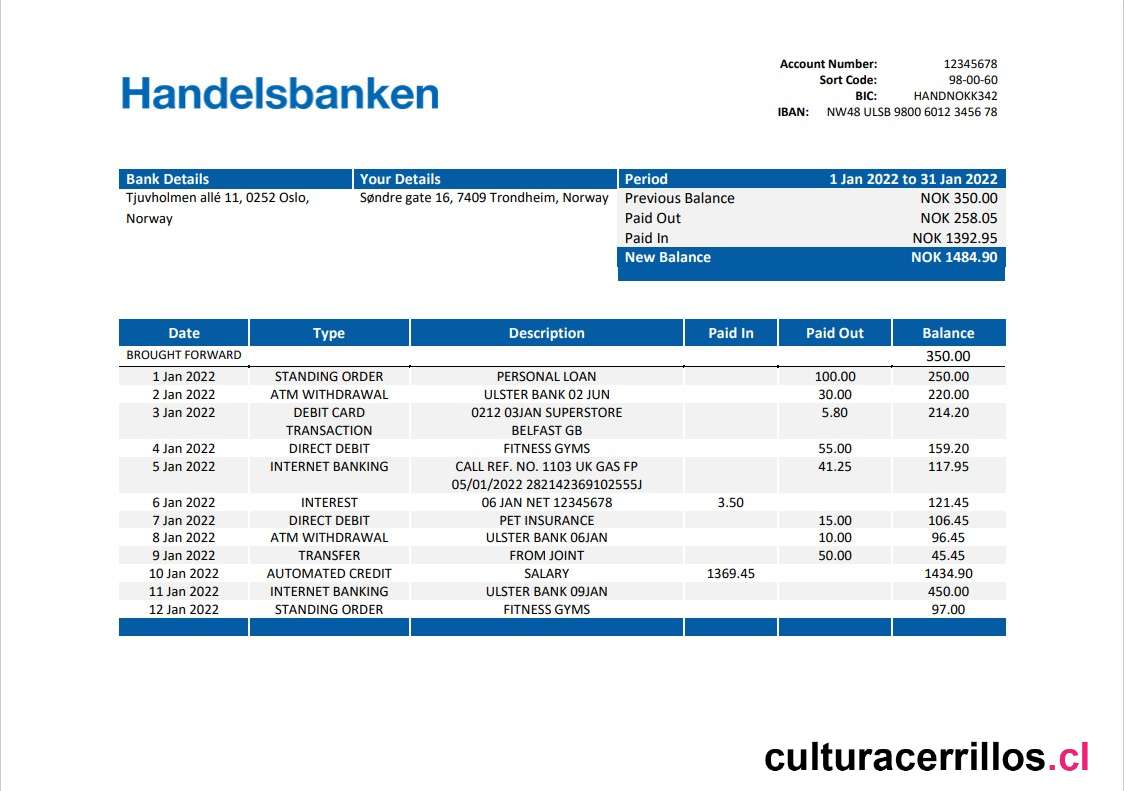 Handelsbanken
Account Number: 12345678
Sort Code: 98-00-60
BIC: HANDNOKK342
IBAN: NW48 ULSB 9800 6012 3456 78
Bank Details Your Details Period 1 Jan 2022 to 31 Jan 2022
Tjuvholmen allé 11, 0252 Oslo, Søndre gate 16, 7409 Trondheim, Norway Previous Balance NOK 350.00
Norway Paid Out NOK 258.05
Paid In NOK 1392.95
New Balance NOK 1484.90
Date Type Description Paid In Paid Out Balance
BROUGHT FORWARD 350.00
1 Jan 2022 STANDING ORDER PERSONAL LOAN 100.00 250.00
2 Jan 2022 ATM WITHDRAWAL ULSTER BANK 02 JUN 30.00 220.00
3 Jan 2022 DEBIT CARD 0212 03JAN SUPERSTORE 5.80 214.20
TRANSACTION BELFAST GB
4 Jan 2022 DIRECT DEBIT FITNESS GYMS 55.00 159.20
5 Jan 2022 INTERNET BANKING CALL REF. NO. 1103 UK GAS FP 41.25 117.95
05/01/2022 282142369102555J
6 Jan 2022 INTEREST 06 JAN NET 12345678 3.50 121.45
7 Jan 2022 DIRECT DEBIT PET INSURANCE 15.00 106.45
8 Jan 2022 ATM WITHDRAWAL ULSTER BANK 06JAN 10.00 96.45
9 Jan 2022 TRANSFER FROM JOINT 50.00 45.45
10 Jan 2022 AUTOMATED CREDIT SALARY 1369.45 1434.90
11 Jan 2022 INTERNET BANKING ULSTER BANK 09JAN 450.00
12 Jan 2022 STANDING ORDER FITNESS GYMS 97.00
culturacerrillos.cl